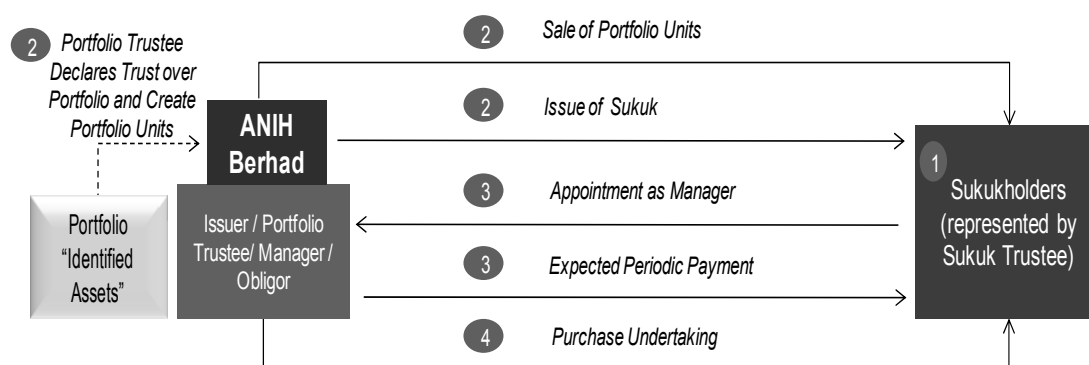 2 Portfolio Trustee
Declares Trust over
Portfolio and Create
Portfolio Units
2 Sale of Portfolio Units
2 Issue of Sukuk
ANIH
Berhad
3 Appointment as Manager
1
Sukukholders
(represented by
Sukuk Trustee)
Portfolio
“Identified
Assets”
Issuer / Portfolio
Trustee/ Manager /
Obligor
3 Expected Periodic Payment
4 Purchase Undertaking